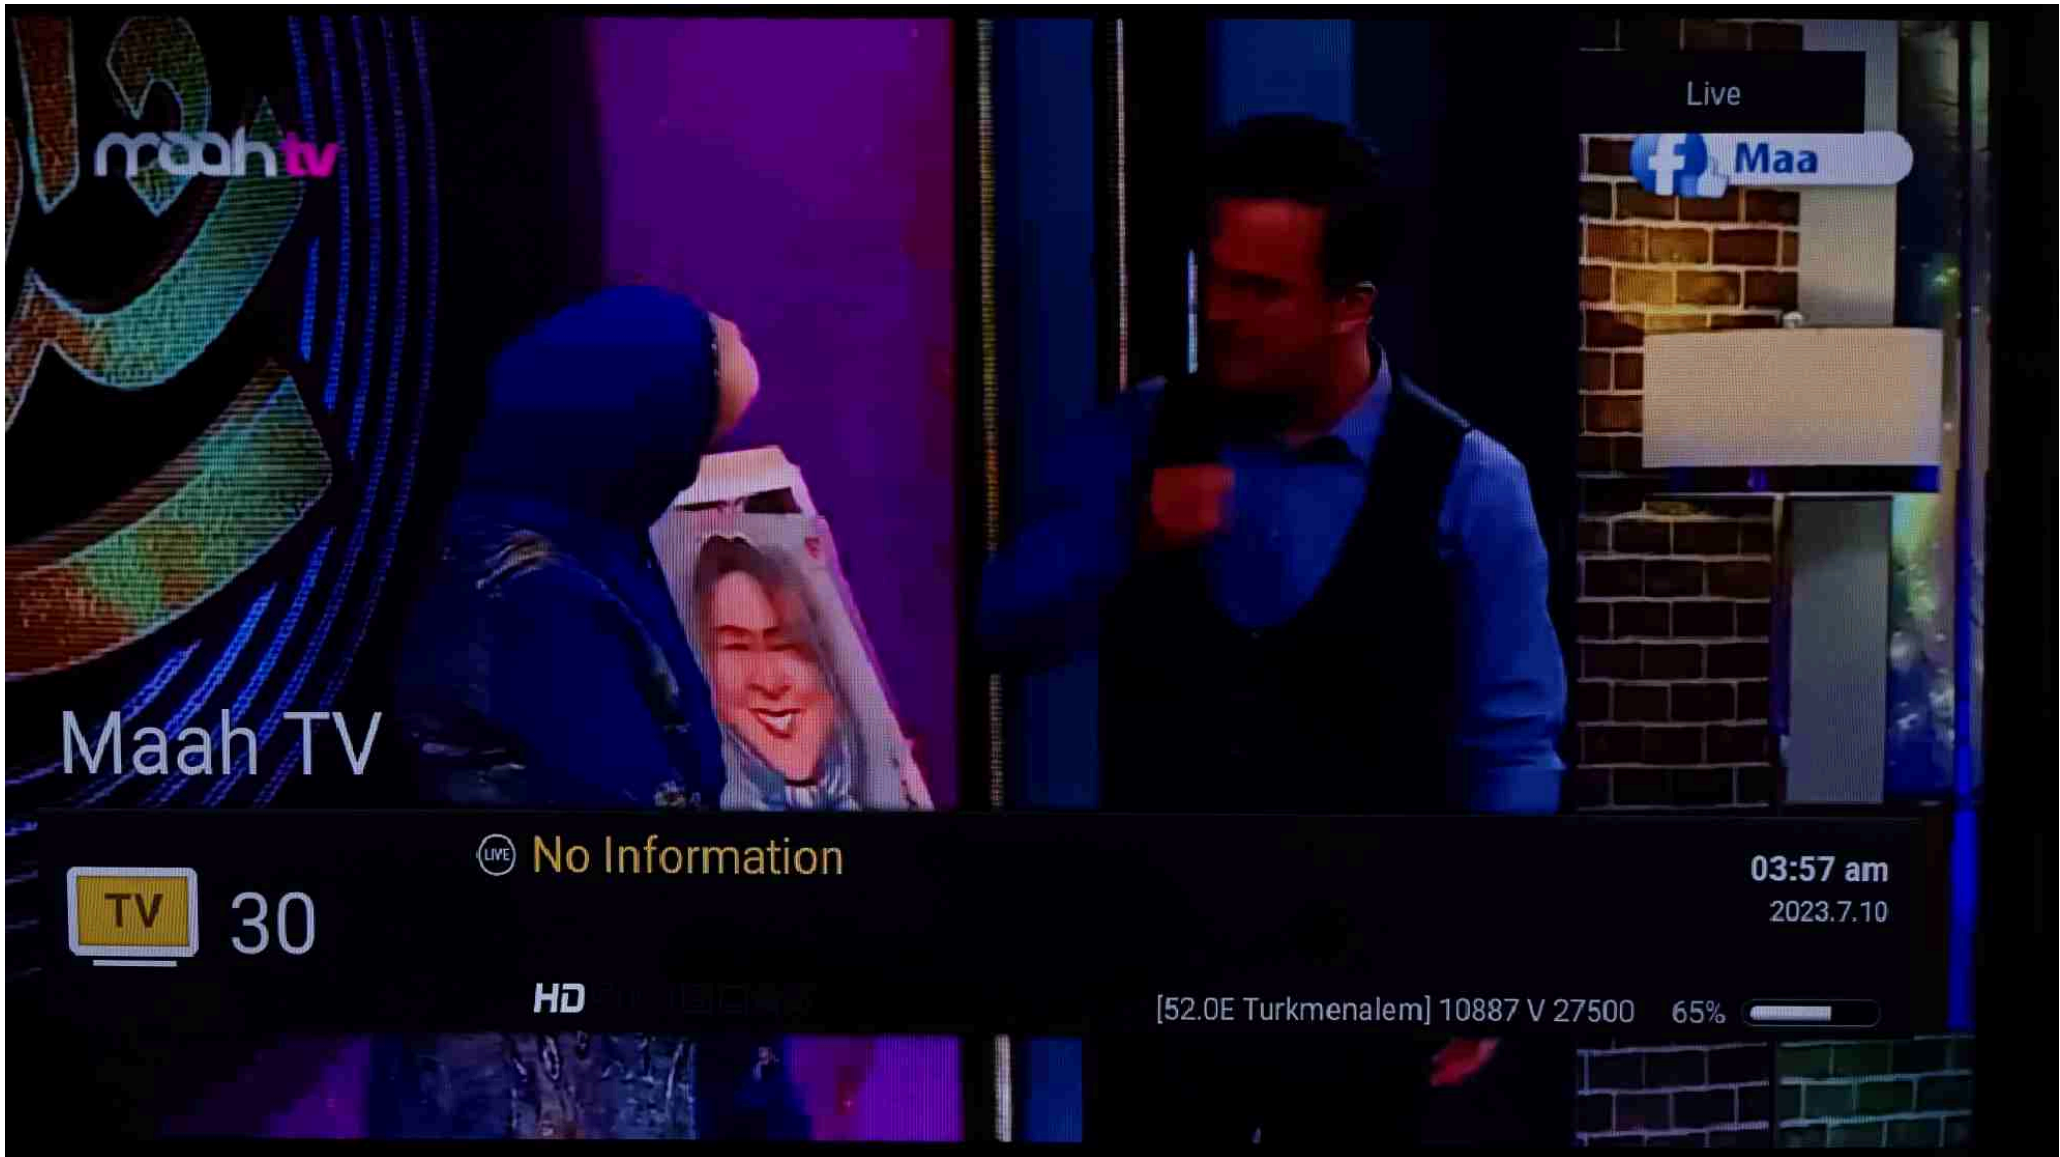 Live
maahtv
f Maa
Maah TV
LIVE No Information
03:57 am
TV 30
2023.7.10
HD
[52.0E Turkmenalem] 10887 V 27500 65%